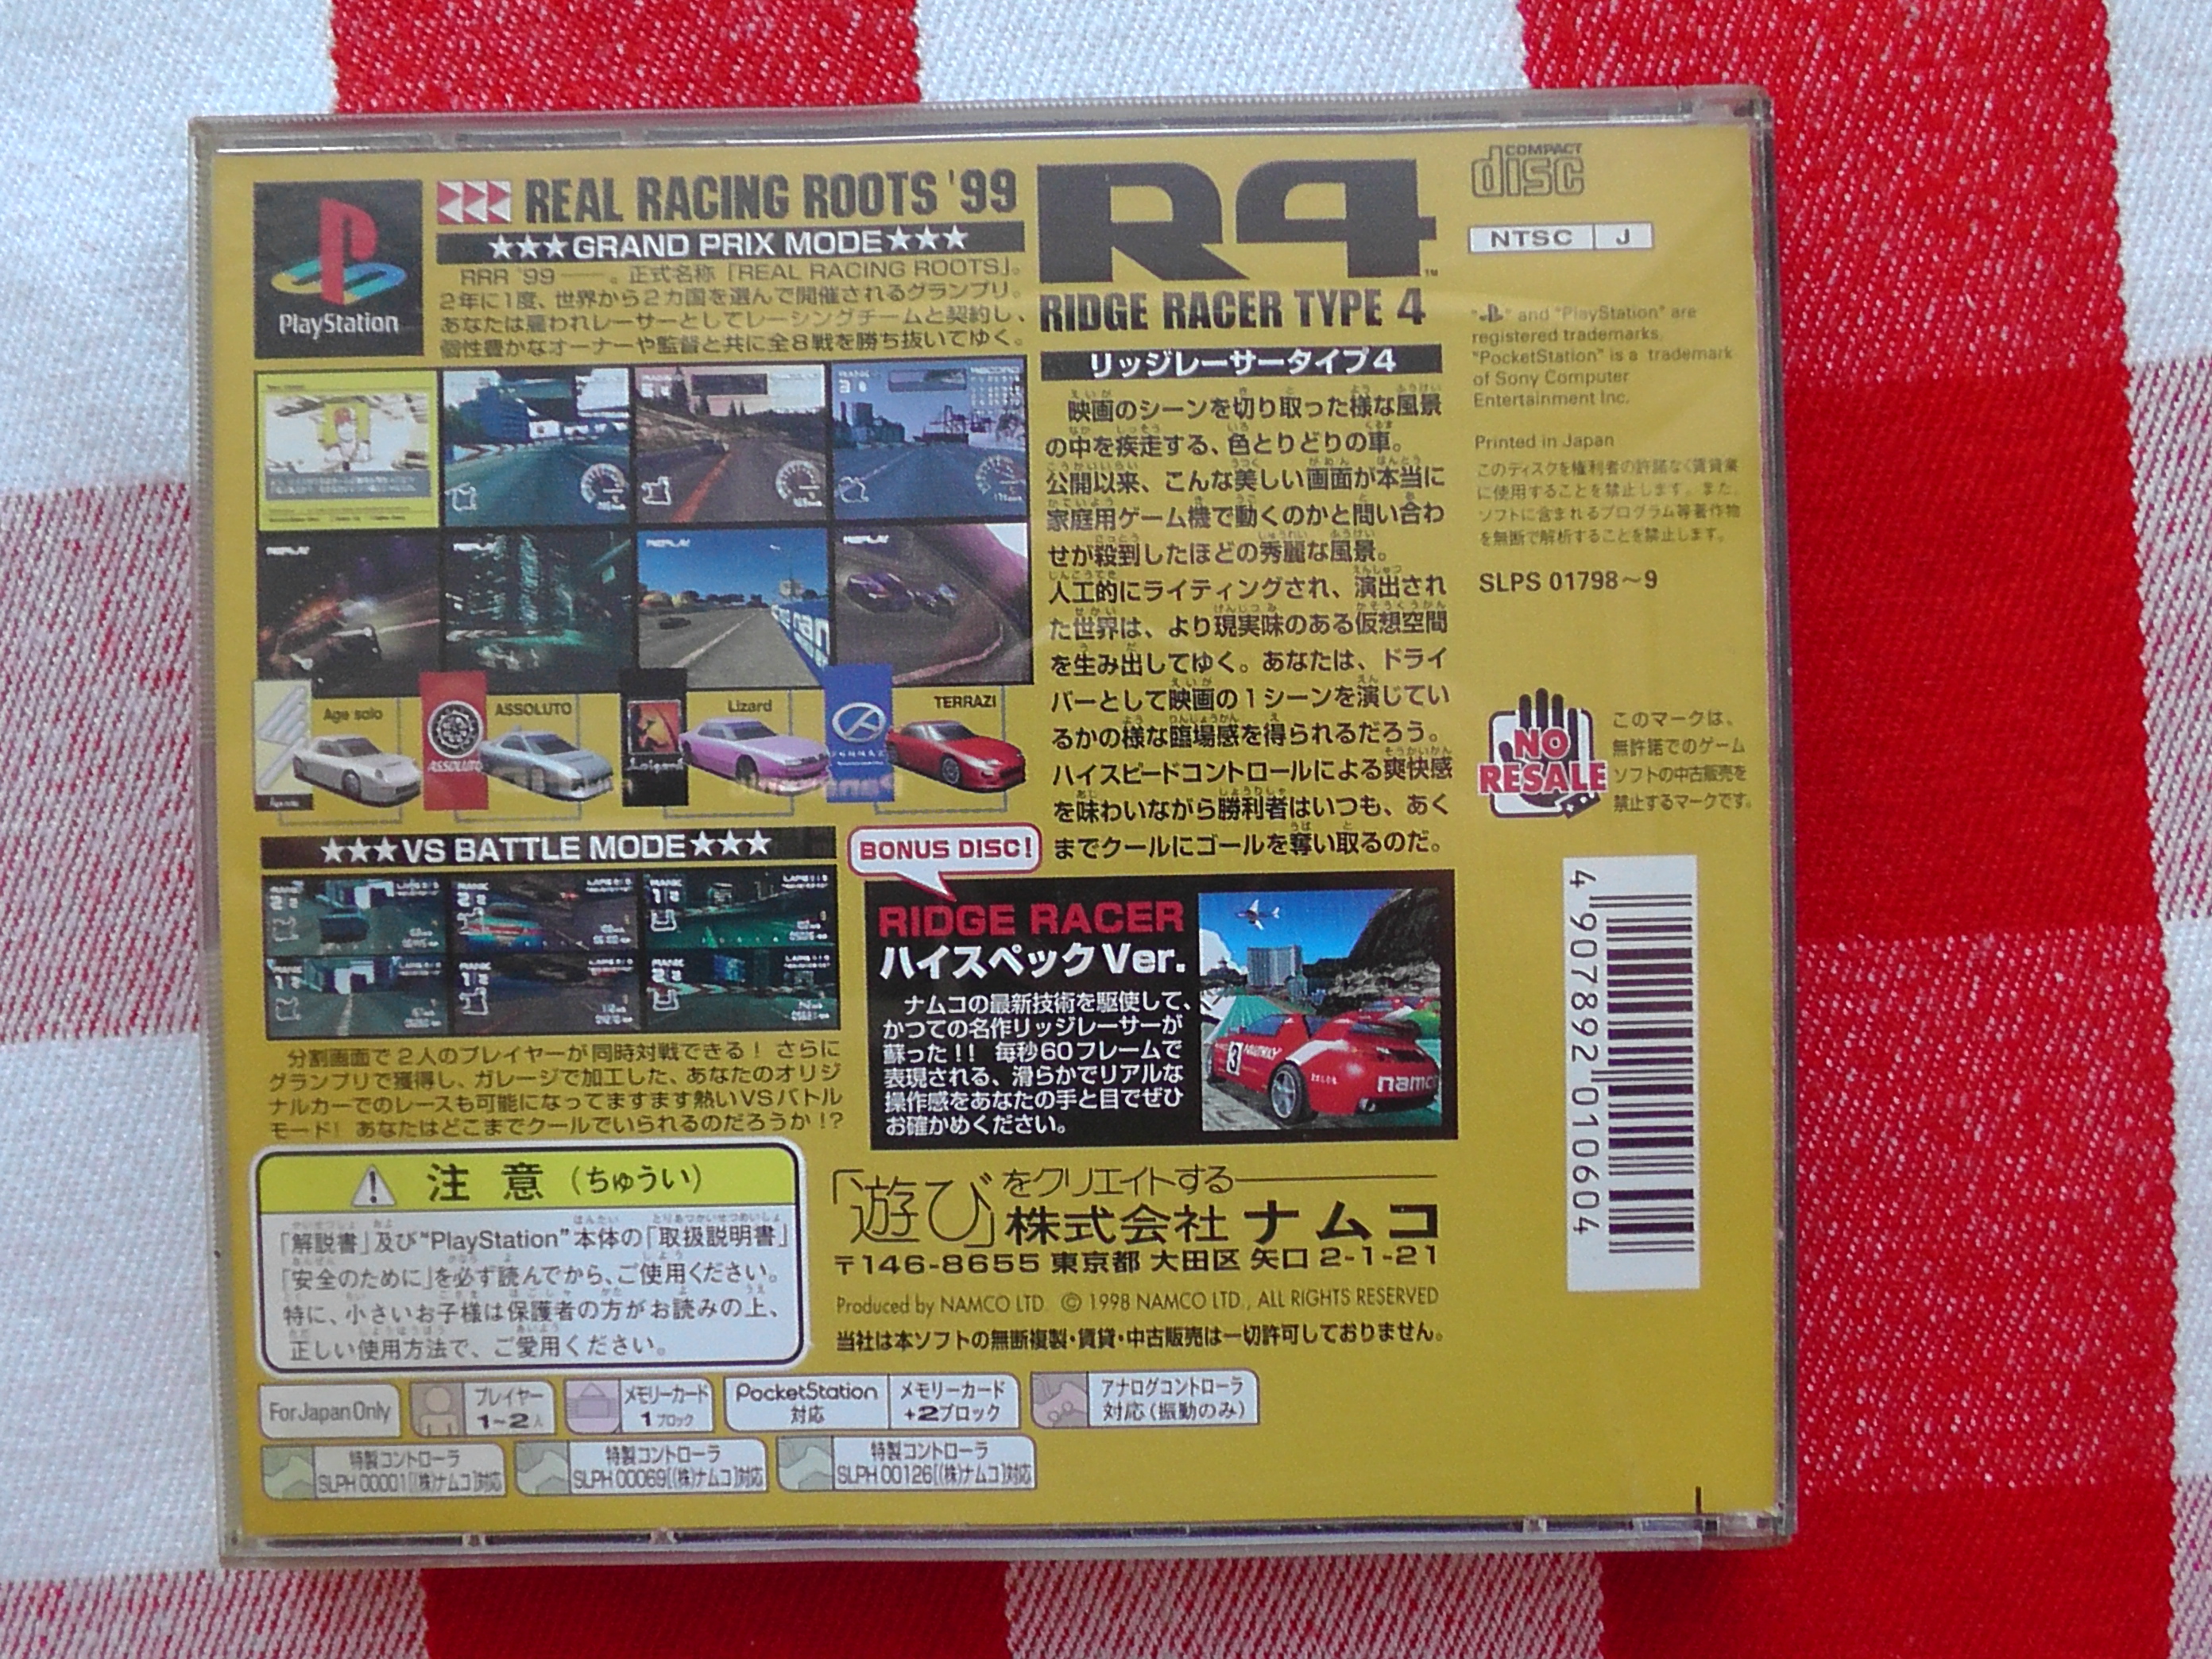 PlayStation
REAL RACING ROOTS '99
★★★GRAND PRIX MODE★★★
RRR '99――。正式名称「REAL RACING ROOTS」。
2年に1度、世界から2カ国を選んで開催されるグランプリ。
あなたは雇われレーサーとしてレーシングチームと契約し、
個性豊かなオーナーや監督と共に全8戦を勝ち抜いてゆく。
REPLAY
REPLAY
REPLAY
Age solo
ASSOLUTO
ASSOLUTO
Lizard
TERRAZI
★★★VS BATTLE MODE★★★
分割画面で2人のプレイヤーが同時対戦できる! さらに
グランプリで獲得し、ガレージで加工した、あなたのオリジ
ナルカーでのレースも可能になってますます熱いVSバトル
モード! あなたはどこまでクールでいられるのだろうか!?
R4™
RIDGE RACER TYPE 4
リッジレーサータイプ4
映画のシーンを切り取った様な風景
の中を疾走する、色とりどりの車。
公開以来、こんな美しい画面が本当に
家庭用ゲーム機で動くのかと問い合わ
せが殺到したほどの秀麗な風景。
人工的にライティングされ、演出され
た世界は、より現実味のある仮想空間
を生み出してゆく。あなたは、ドライ
バーとして映画の1シーンを演じてい
るかの様な臨場感を得られるだろう。
ハイスピードコントロールによる爽快感
を味わいながら勝利者はいつも、あく
までクールにゴールを奪い取るのだ。
BONUS DISC!
RIDGE RACER
ハイスペックVer.
ナムコの最新技術を駆使して、
かつての名作リッジレーサーが
蘇った!! 毎秒60フレームで
表現される、滑らかでリアルな
操作感をあなたの手と目でぜひ
お確かめください。
3
namco
注意(ちゅうい)
「解説書」及び"PlayStation"本体の「取扱説明書」
「安全のために」を必ず読んでから、ご使用ください。
特に、小さいお子様は保護者の方がお読みの上、
正しい使用方法で、ご愛用ください。
「遊び」をクリエイトする――
株式会社ナムコ
〒146-8655 東京都 大田区 矢口 2-1-21
Produced by NAMCO LTD. © 1998 NAMCO LTD., ALL RIGHTS RESERVED
当社は本ソフトの無断複製・賃貸・中古販売は一切許可しておりません。
For Japan Only
プレイヤー
1~2人
メモリーカード
1ブロック
PocketStation
対応
メモリーカード
+2ブロック
アナログコントローラ
対応(振動のみ)
特製コントローラ
SLPH 00001[(株)ナムコ]対応
特製コントローラ
SLPH 00069[(株)ナムコ]対応
特製コントローラ
SLPH 00126[(株)ナムコ]対応
COMPACT
disc
NTSC J
" " and "PlayStation" are
registered trademarks.
"PocketStation" is a trademark
of Sony Computer
Entertainment Inc.
Printed in Japan
このディスクを権利者の許諾なく賃貸業
に使用することを禁止します。また、
ソフトに含まれるプログラム等著作物
を無断で解析することを禁止します。
SLPS 01798~9
NO
RESALE
このマークは、
無許諾でのゲーム
ソフトの中古販売を
禁止するマークです。
4 907892 010604